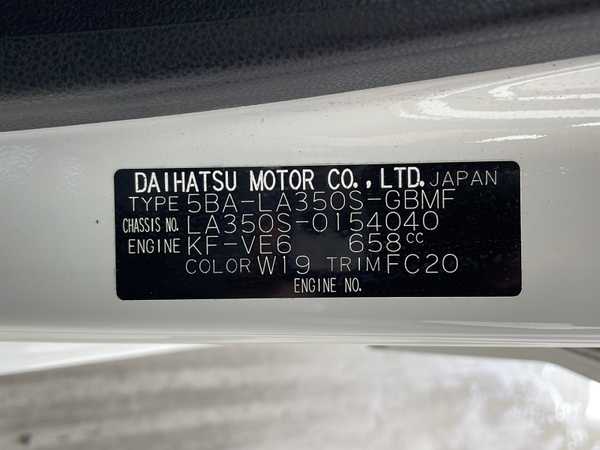 DAIHATSU MOTOR CO., LTD. JAPAN
TYPE 5BA-LA350S-GBMF
CHASSIS NO. LA350S-0154040
ENGINE KF-VE6 658cc
COLOR W19 TRIM FC20
ENGINE NO.